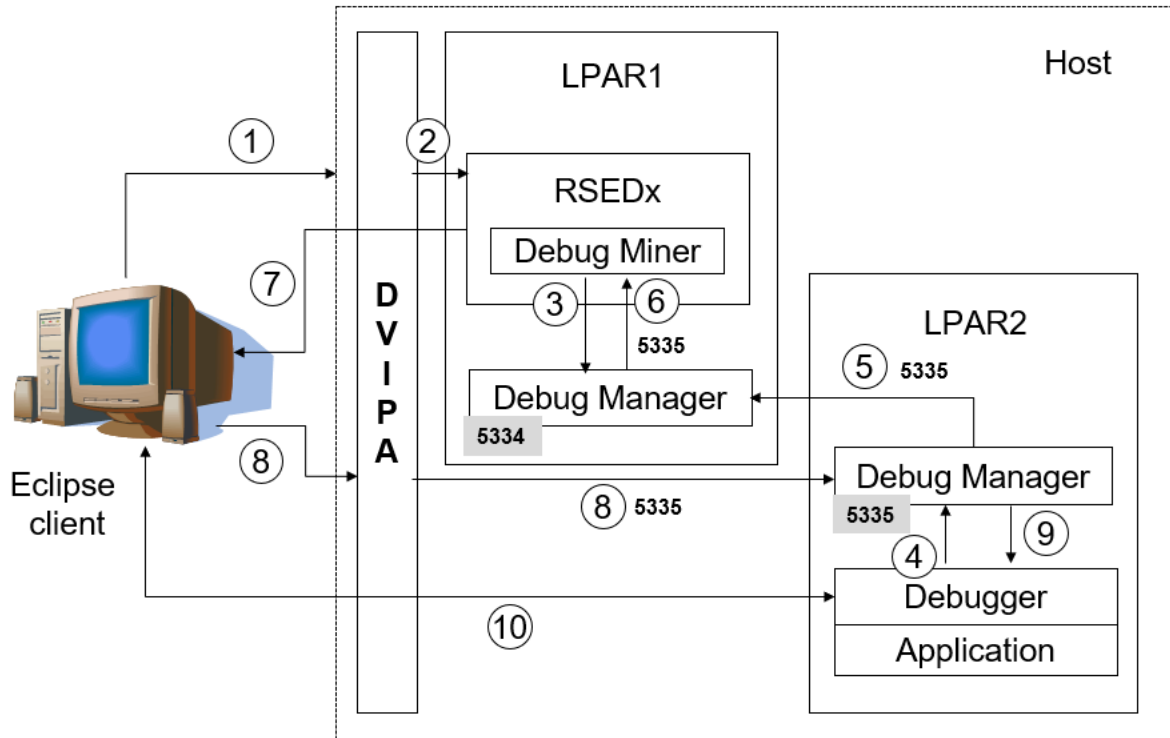 Host
LPAR1
1
2
RSEDx
Debug Miner
7
3
6
5335
DVIPA
LPAR2
5 5335
Debug Manager
5334
8
Debug Manager
8 5335
5335
4
9
Eclipse
client
Debugger
10
Application